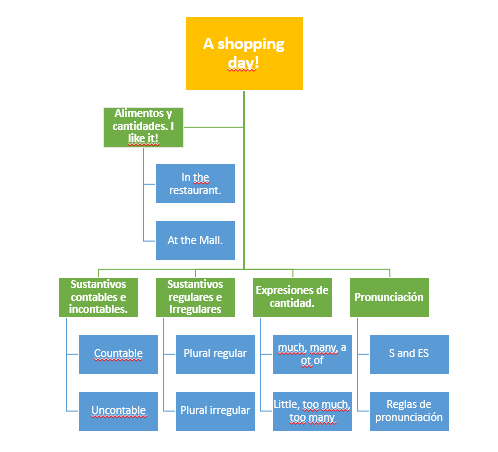 A shopping
day!
Alimentos y
cantidades. I
like it!
In the
restaurant.
At the Mall.
Sustantivos
contables e
incontables.
Sustantivos
regulares e
Irregulares
Expresiones de
cantidad.
Pronunciación
Countable
Plural regular
much, many, a
ot of
S and ES
Uncontable
Plural irregular
Little, too much,
too many
Reglas de
pronunciación